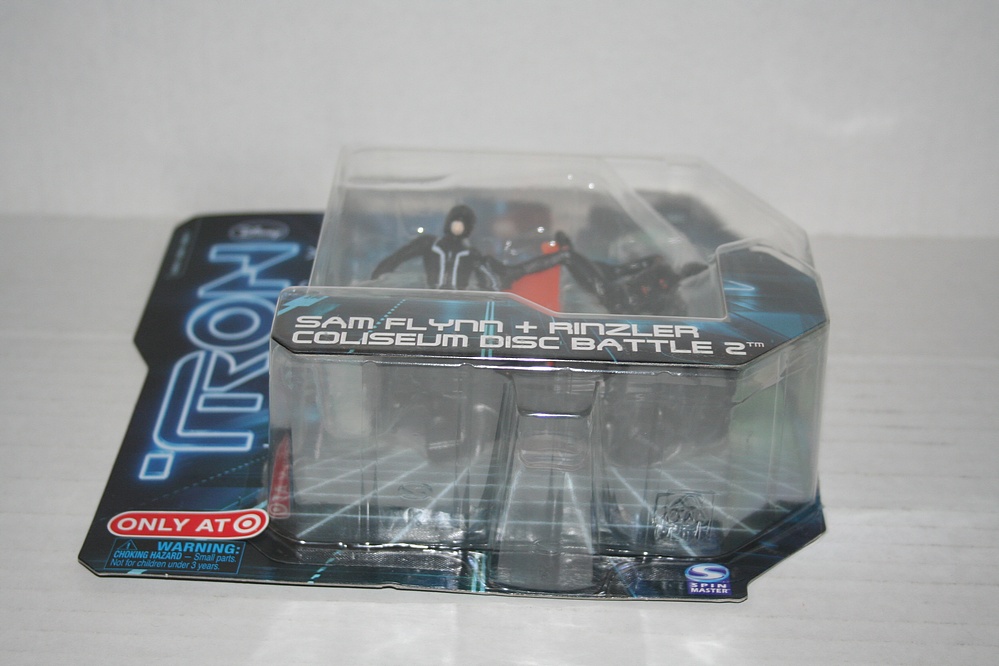 Disney
TRON
SAM FLYNN + RINZLER
COLISEUM DISC BATTLE 2™
ONLY AT
WARNING:
CHOKING HAZARD – Small parts.
Not for children under 3 years.
SPIN
MASTER